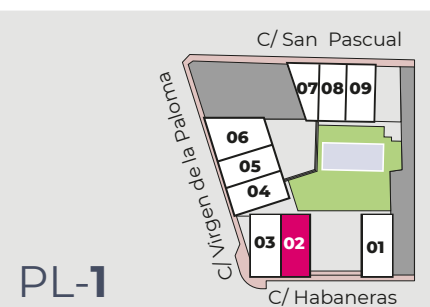 C/ San Pascual
07 08 09
C/ Virgen de la Paloma
06
05
04
03 02 01
PL-1
C/ Habaneras